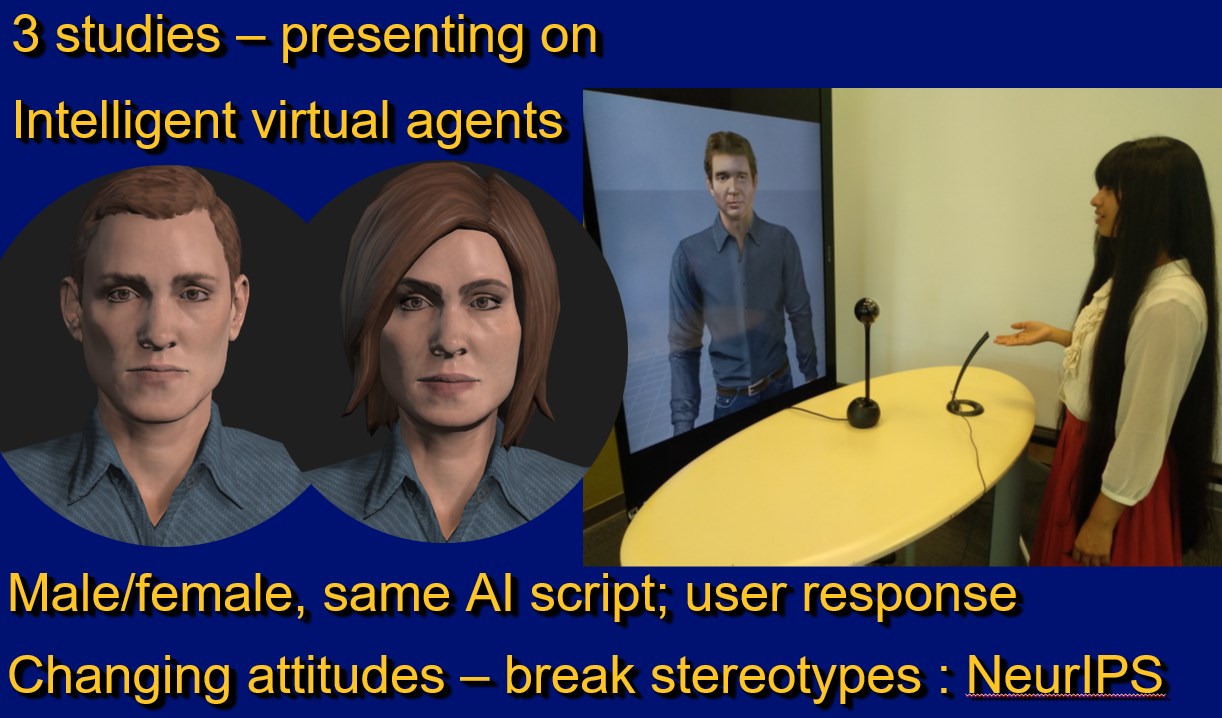 3 studies – presenting on
Intelligent virtual agents
Male/female, same AI script; user response
Changing attitudes – break stereotypes : NeurIPS